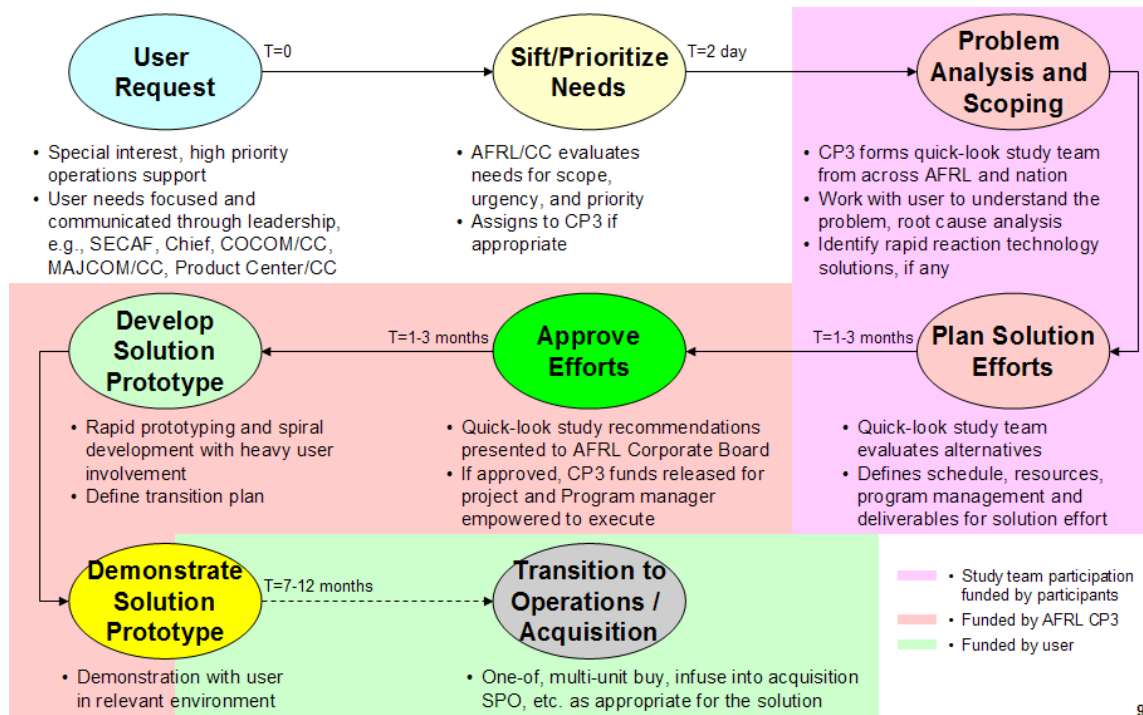 User
Request
T=0
Sift/Prioritize
Needs
T=2 day
Problem
Analysis and
Scoping
• Special interest, high priority
operations support
• User needs focused and
communicated through leadership,
e.g., SECAF, Chief, COCOM/CC,
MAJCOM/CC, Product Center/CC
• AFRL/CC evaluates
needs for scope,
urgency, and priority
• Assigns to CP3 if
appropriate
• CP3 forms quick-look study team
from across AFRL and nation
• Work with user to understand the
problem, root cause analysis
• Identify rapid reaction technology
solutions, if any
Plan Solution
Efforts
T=1-3 months
Approve
Efforts
T=1-3 months
Develop
Solution
Prototype
• Quick-look study team
evaluates alternatives
• Defines schedule, resources,
program management and
deliverables for solution effort
• Quick-look study recommendations
presented to AFRL Corporate Board
• If approved, CP3 funds released for
project and Program manager
empowered to execute
• Rapid prototyping and spiral
development with heavy user
involvement
• Define transition plan
Demonstrate
Solution
Prototype
T=7-12 months
Transition to
Operations /
Acquisition
• Demonstration with user
in relevant environment
• One-of, multi-unit buy, infuse into acquisition
SPO, etc. as appropriate for the solution
• Study team participation
funded by participants
• Funded by AFRL CP3
• Funded by user